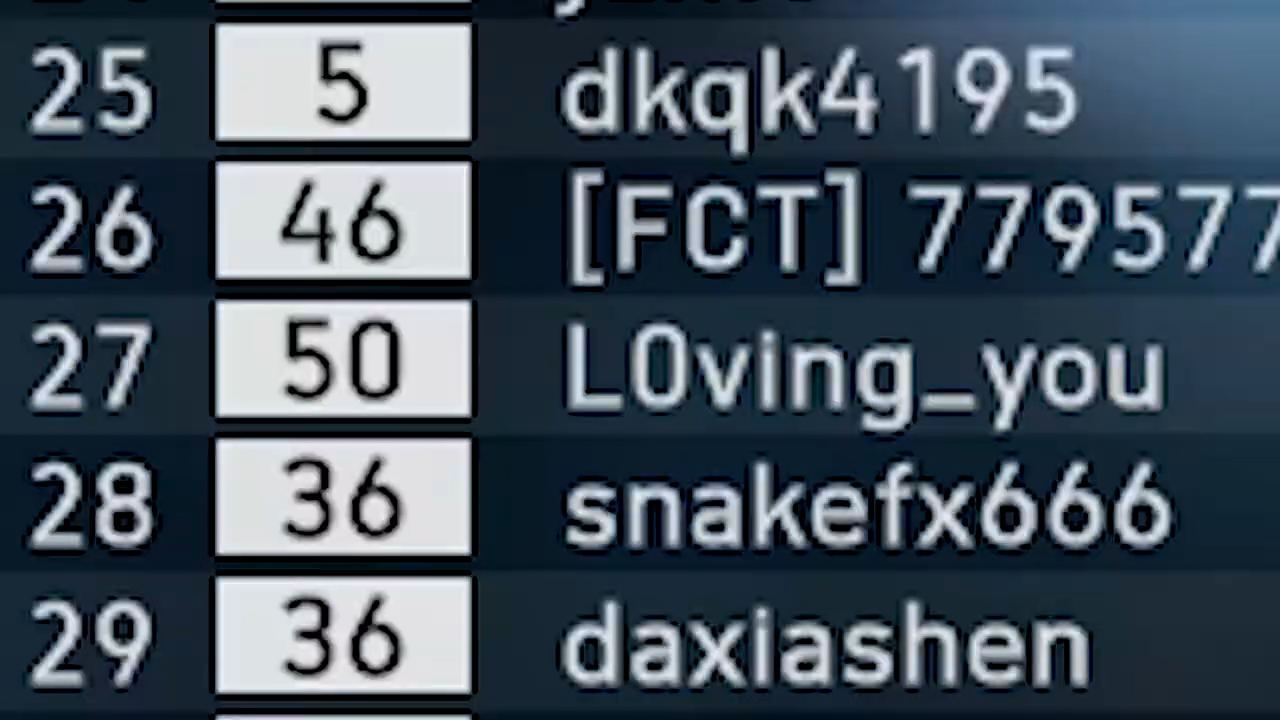 25 5 dkqk4195
26 46 [FCT] 779577
27 50 L0ving_you
28 36 snakefx666
29 36 daxiashen